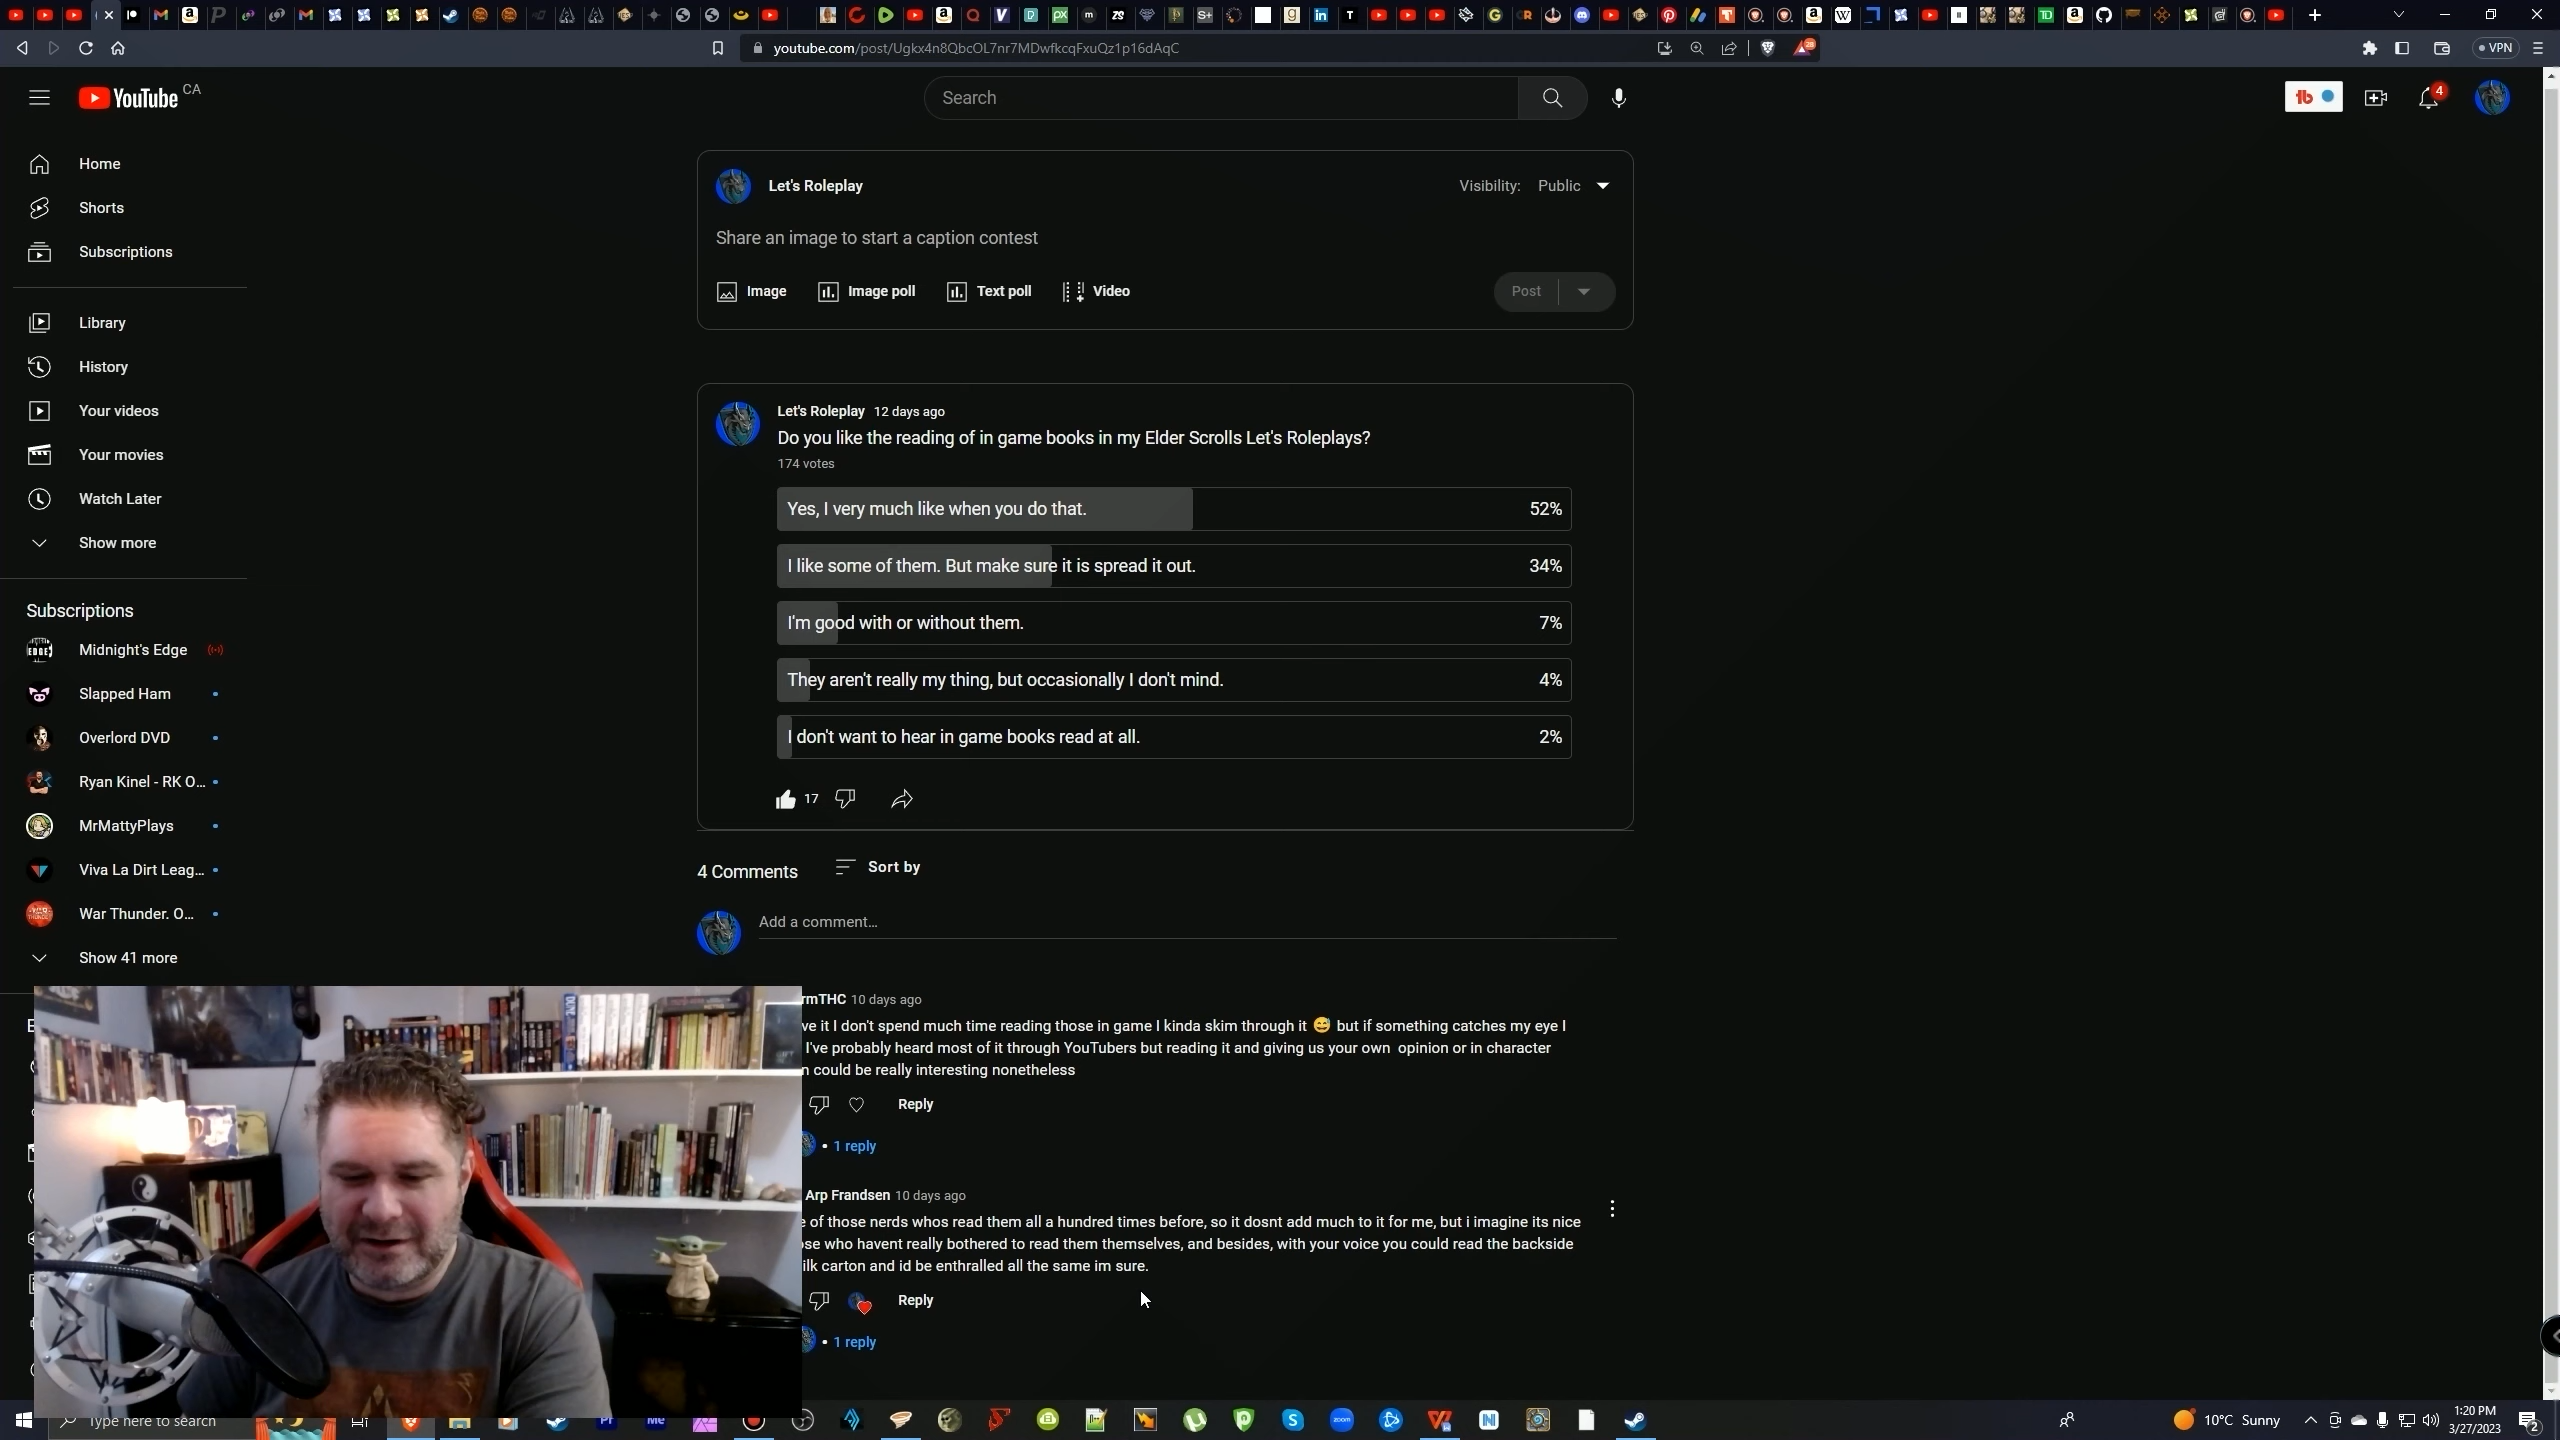 youtube.com/post/Ugkx4n8QbcOL7nr7MDwfkcqFxuQz1p16dAqC
VPN
YouTube CA
Search
4
Home
Shorts
Subscriptions
Library
History
Your videos
Your movies
Watch Later
Show more
Subscriptions
Midnight's Edge
Slapped Ham
Overlord DVD
Ryan Kinel - RK O...
MrMattyPlays
Viva La Dirt Leag...
War Thunder. O...
Show 41 more
Let's Roleplay
Visibility: Public
Share an image to start a caption contest
Image
Image poll
Text poll
Video
Post
Let's Roleplay 12 days ago
Do you like the reading of in game books in my Elder Scrolls Let's Roleplays?
174 votes
Yes, I very much like when you do that. 52%
I like some of them. But make sure it is spread it out. 34%
I'm good with or without them. 7%
They aren't really my thing, but occasionally I don't mind. 4%
I don't want to hear in game books read at all. 2%
17
4 Comments
Sort by
Add a comment...
rmTHC 10 days ago
ve it I don't spend much time reading those in game I kinda skim through it 😅 but if something catches my eye I
I've probably heard most of it through YouTubers but reading it and giving us your own opinion or in character
n could be really interesting nonetheless
Reply
1 reply
Arp Frandsen 10 days ago
e of those nerds whos read them all a hundred times before, so it dosnt add much to it for me, but i imagine its nice
se who havent really bothered to read them themselves, and besides, with your voice you could read the backside
ilk carton and id be enthralled all the same im sure.
Reply
1 reply
Type here to search
10°C Sunny
1:20 PM
3/27/2023
2